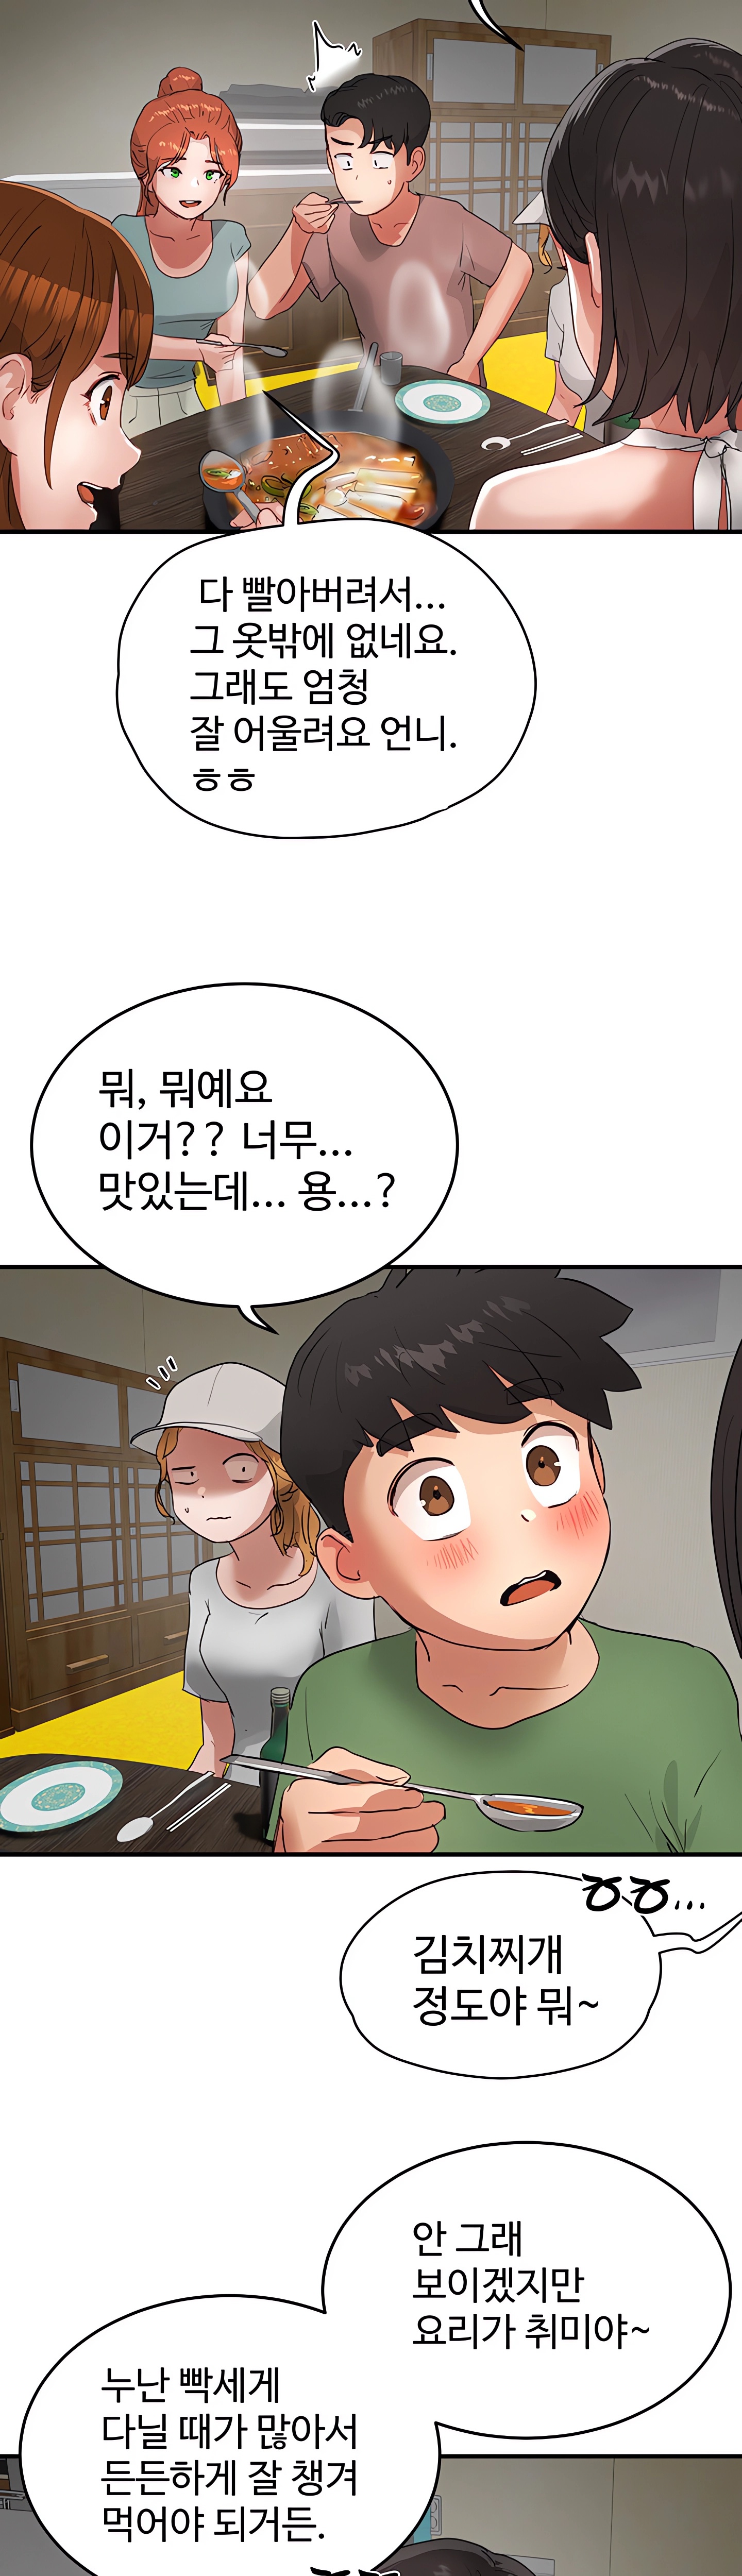 다 빨아버려서...
그 옷밖에 없네요.
그래도 엄청
잘 어울려요 언니.
ㅎㅎ
뭐, 뭐예요
이거?? 너무...
맛있는데... 용...?
ㅎㅎ...
김치찌개
정도야 뭐~
안 그래
보이겠지만
요리가 취미야~
누난 빡세게
다닐 때가 많아서
든든하게 잘 챙겨
먹어야 되거든.